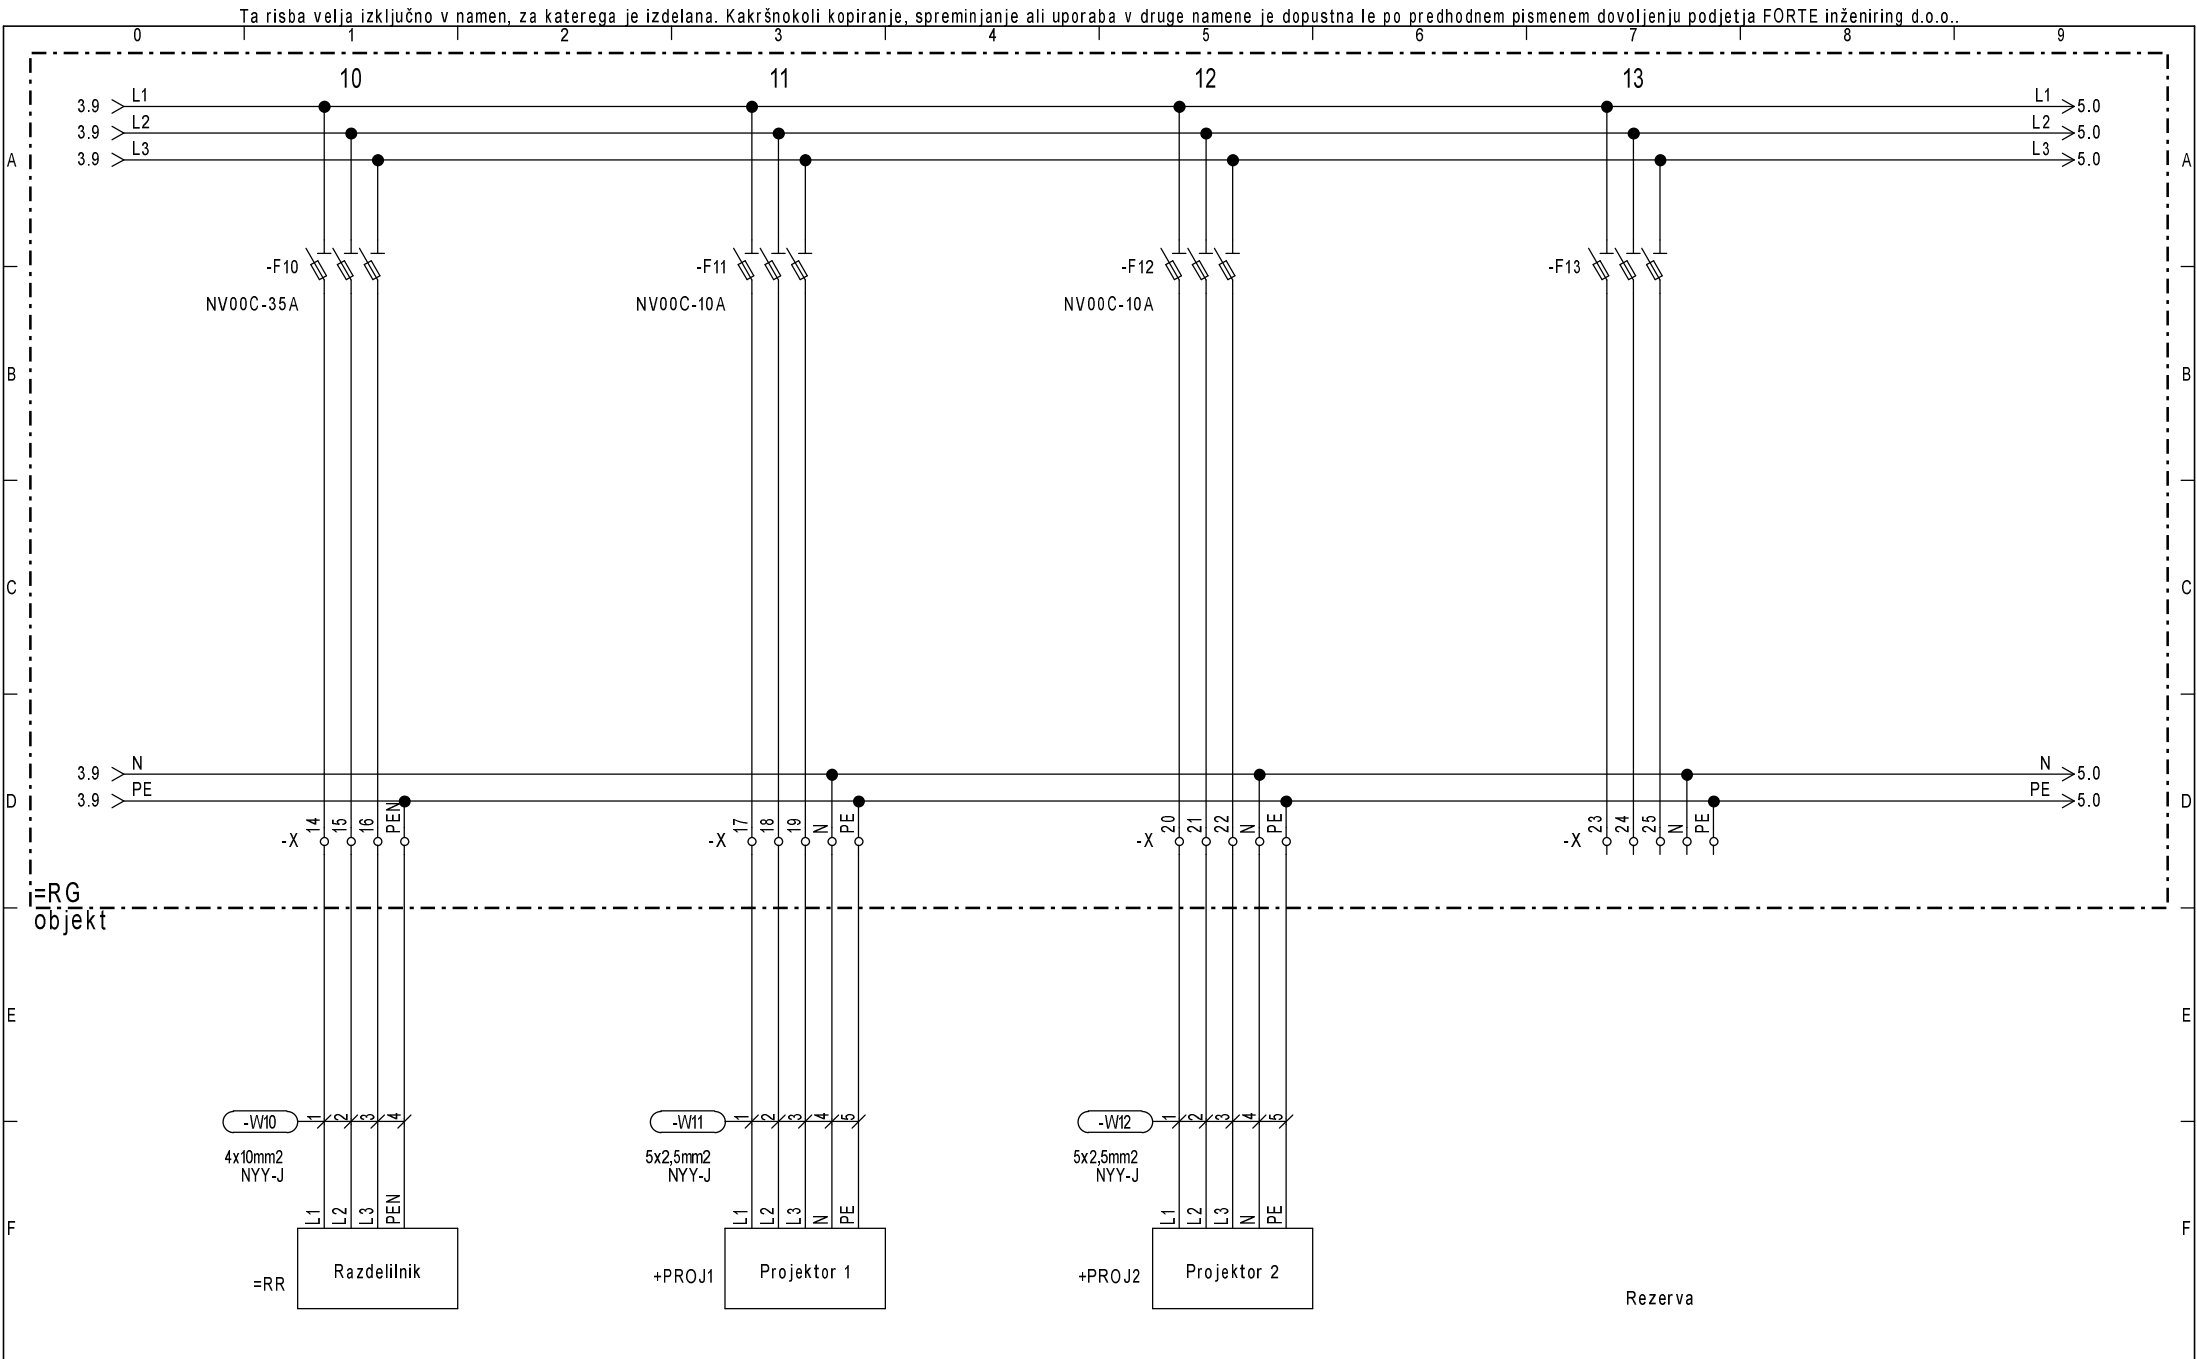 Ta risba velja izključno v namen, za katerega je izdelana. Kakršnokoli kopiranje, spreminjanje ali uporaba v druge namene je dopustna le po predhodnem pismenem dovoljenju podjetja FORTE inženiring d.o.o..
0 1 2 3 4 5 6 7 8 9
10 11 12 13
3.9 L1 L1 5.0
3.9 L2 L2 5.0
3.9 L3 L3 5.0
A A
-F10 -F11 -F12 -F13
NV00C-35A NV00C-10A NV00C-10A
B B
C C
3.9 N N 5.0
3.9 PE PE 5.0
D D
-X 14 15 16 PEN -X 17 18 19 N PE -X 20 21 22 N PE -X 23 24 25 N PE
=RG
objekt
E E
-W10 1 2 3 4 -W11 1 2 3 4 5 -W12 1 2 3 4 5
4x10mm2 5x2,5mm2 5x2,5mm2
NYY-J NYY-J NYY-J
L1 L2 L3 PEN L1 L2 L3 N PE L1 L2 L3 N PE
F F
=RR Razdelilnik +PROJ1 Projektor 1 +PROJ2 Projektor 2
Rezerva